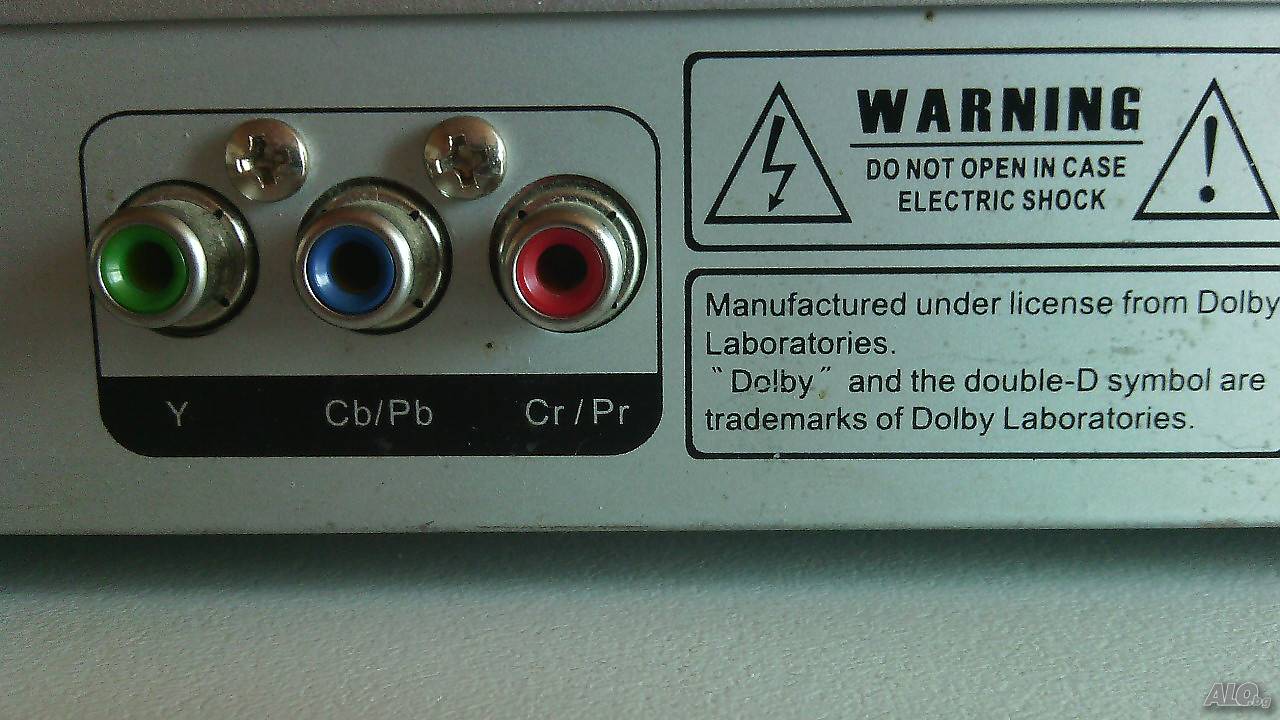 Y Cb/Pb Cr/Pr
WARNING
DO NOT OPEN IN CASE
ELECTRIC SHOCK
Manufactured under license from Dolby
Laboratories.
"Dolby" and the double-D symbol are
trademarks of Dolby Laboratories.
ALO.bg